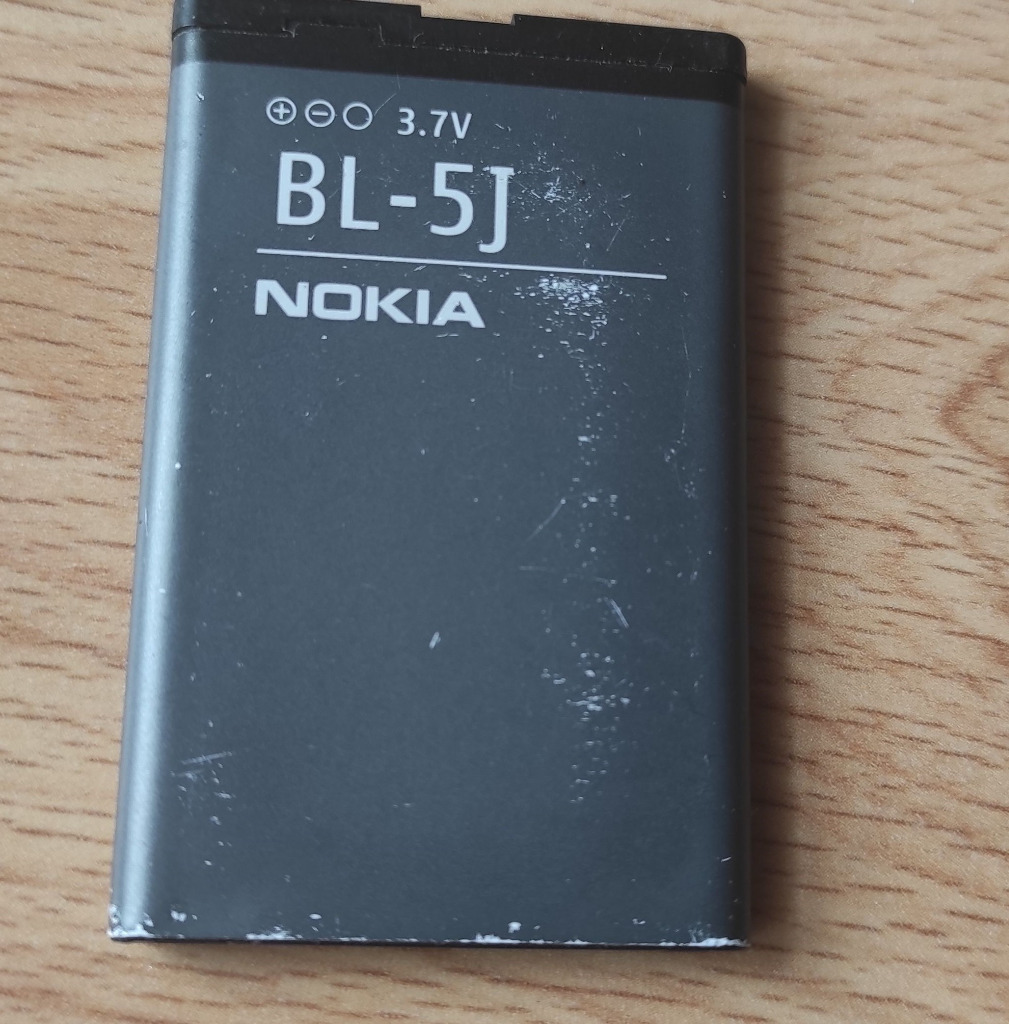 ⊕⊖○ 3.7V
BL-5J
NOKIA